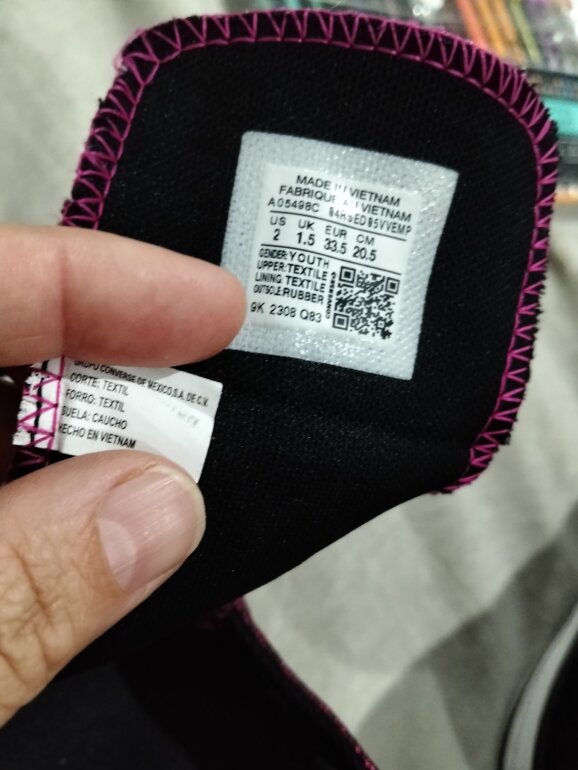 MADE IN VIETNAM
FABRIQUE AU VIETNAM
A05498C
US UK EUR CM
2 1.5 33.5 20.5
GENDER: YOUTH
UPPER: TEXTILE
LINING: TEXTILE
OUTSOLE: RUBBER
9K 2308 Q83
GRUPO CONVERSE DE MEXICO,S.A. DE C.V.
CORTE: TEXTIL
FORRO: TEXTIL
SUELA: CAUCHO
HECHO EN VIETNAM